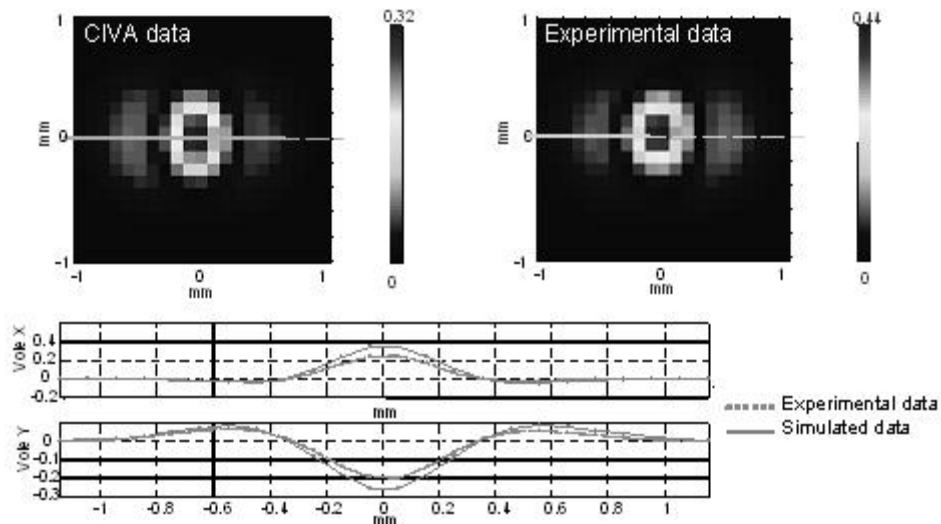 1
CIVA data
mm
0
-1
-1 0 1
mm
0.32
0
1
Experimental data
mm
0
-1
-1 0 1
mm
0.44
0
Voie X
0.4
0.2
0
-0.2
mm
Voie Y
0
-0.1
-0.2
-0.3
-1 -0.8 -0.6 -0.4 -0.2 0 0.2 0.4 0.6 0.8 1
mm
Experimental data
Simulated data